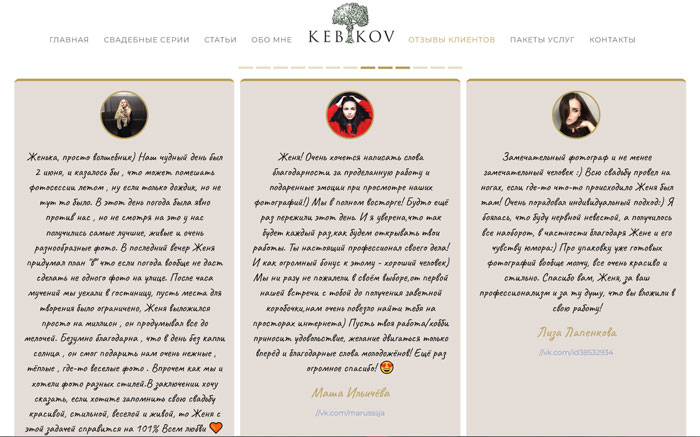 KEBIKOV
ГЛАВНАЯ СВАДЕБНЫЕ СЕРИИ СТАТЬИ ОБО МНЕ ОТЗЫВЫ КЛИЕНТОВ ПАКЕТЫ УСЛУГ КОНТАКТЫ
Женька, просто волшебник) Наш чудный день был
2 июня, и казалось бы , что может помешать
фотосессии летом , ну если только дождик, но не
тут то было. В этот день погода была явно
против нас , но не смотря на это у нас
получились самые лучшие, живые и очень
разнообразные фото. В последний вечер Женя
придумал план "б" что если погода вообще не даст
сделать не одного фото на улице. После часа
мучений мы уехали в гостиницу, пусть места для
творения было ограничено, Женя выложился
просто на миллион , он продумывал все до
мелочей. Безумно благодарна , что в день без капли
солнца , он смог подарить нам очень нежные ,
тёплые , где-то веселые фото . Впрочем как мы и
хотели фото разных стилей.В заключении хочу
сказать, если хотите запомнить свою свадьбу
красивой, стильной, веселой и живой, то Женя с
этой задачей справится на 101% Всем любви 🧡
Женя! Очень хочется написать слова
благодарности за проделанную работу и
подаренные эмоции при просмотре наших
фотографий!) Мы в полном восторге! Будто ещё
раз пережили этот день. И я уверена,что так
будет каждый раз,как будем открывать твои
работы. Ты настоящий профессионал своего дела!
И как огромный бонус к этому - хороший человек)
Мы ни разу не пожалели в своём выборе,от первой
нашей встречи с тобой до получения заветной
коробочки,нам очень повезло найти тебя на
просторах интернета) Пусть твоя работа/хобби
приносит удовольствие, желание двигаться только
вперёд и благодарные слова молодожёнов! Ещё раз
огромное спасибо! 😍
Маша Ильичёва
//vk.com/marusssja
Замечательный фотограф и не менее
замечательный человек :) Всю свадьбу провел на
ногах, если где-то что-то происходило Женя был
там! Очень порадовал индивидуальный подход:) Я
боялась, что буду нервной невестой, а получилось
все наоборот, в частности благодаря Жене и его
чувству юмора:) Про упаковку уже готовых
фотографий вообще молчу, все очень красиво и
стильно. Спасибо вам, Женя, за ваш
профессионализм и за ту душу, что вы вложили в
свою работу!
Лиза Лапенкова
//vk.com/id38532934